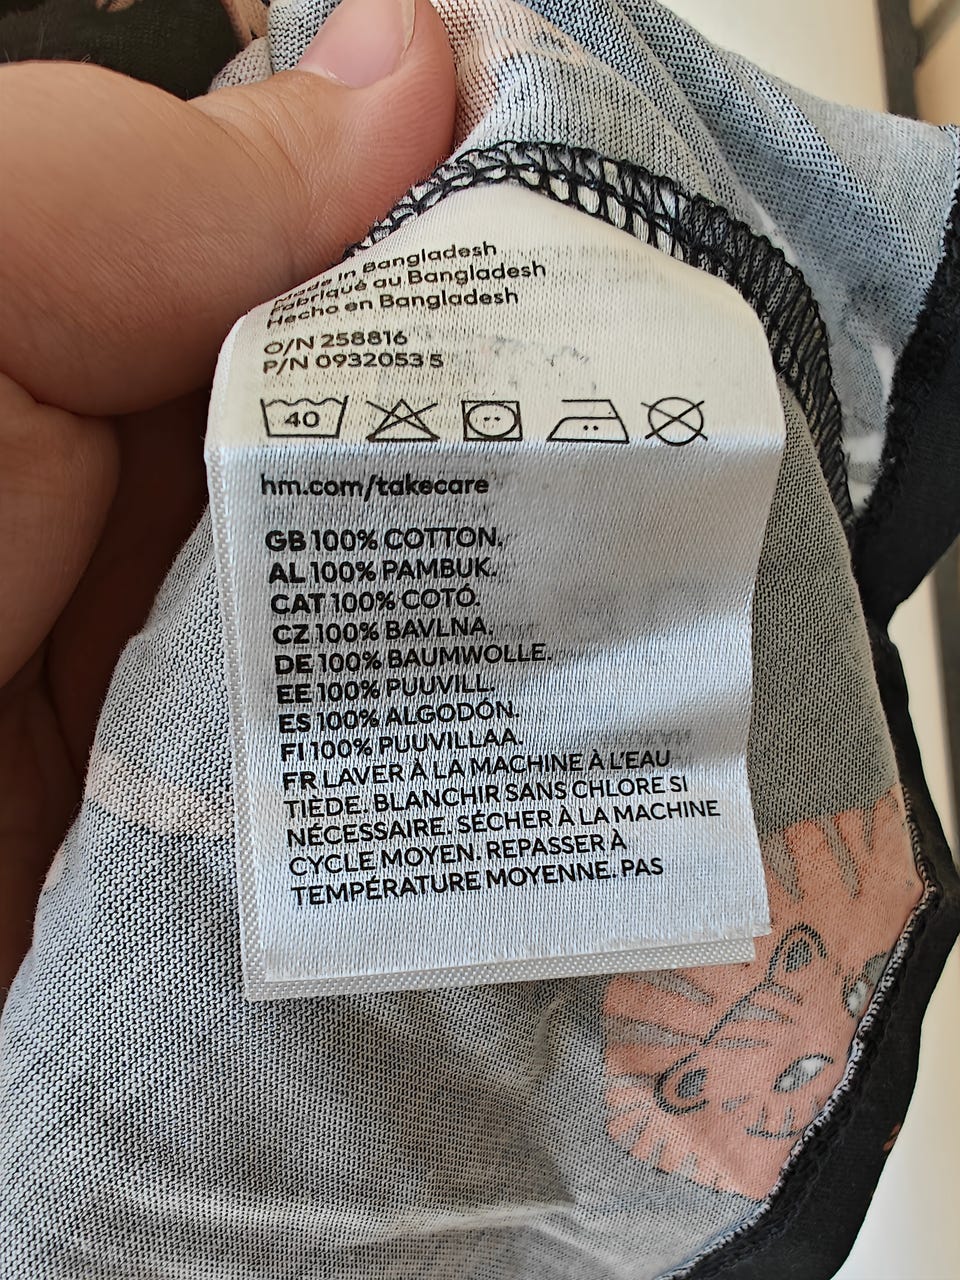 Made in Bangladesh
Fabriqué au Bangladesh
Hecho en Bangladesh
O/N 258816
P/N 0932053 5
40
hm.com/takecare
GB 100% COTTON.
AL 100% PAMBUK.
CAT 100% COTÓ.
CZ 100% BAVLNA.
DE 100% BAUMWOLLE.
EE 100% PUUVILL.
ES 100% ALGODÓN.
FI 100% PUUVILLAA.
FR LAVER À LA MACHINE À L'EAU
TIÈDE. BLANCHIR SANS CHLORE SI
NÉCESSAIRE. SÉCHER À LA MACHINE
CYCLE MOYEN. REPASSER À
TEMPÉRATURE MOYENNE. PAS